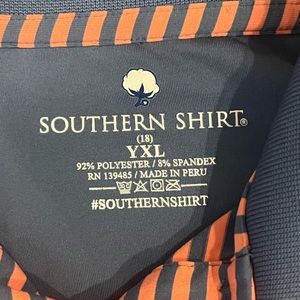 SOUTHERN SHIRT®
(18)
YXL
92% POLYESTER / 8% SPANDEX
RN 139485 / MADE IN PERU
#SOUTHERNSHIRT